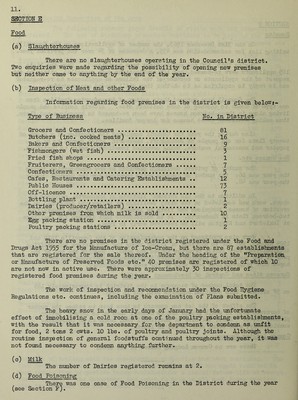 11.
SECTION E
Food
(a) Slaughterhouses
There are no slaughterhouses operating in the Council's district.
Two enquiries were made regarding the possibility of opening new premises
but neither came to anything by the end of the year.
(b) Inspection of Meat and other Foods
Information regarding food premises in the district is given below:-
Type of Business No. in District
Grocers and Confectioners .................. 81
Butchers (inc. cooked meats) ............... 16
Bakers and Confectioners ................... 9
Fishmongers (wet fish) ..................... 3
Fried fish shops ........................... 1
Fruiterers, Greengrocers and Confectioners ..... 7
Confectioners .............................. 5
Cafes, Restaurants and Catering Establishments .. 12
Public Houses .............................. 73
Off-licence ................................ 7
Bottling plant ............................. 1
Dairies (producer/retailers) ............... 2
Other premises from which milk is sold ..... 10
Egg packing station ........................ 1
Poultry packing stations ................... 2
There are no premises in the district registered under the Food and
Drugs Act 1955 for the Manufacture of Ice-Cream, but there are 87 establishments
that are registered for the sale thereof. Under the heading of the "Preparation
or Manufacture of Preserved Foods etc." 40 premises are registered of which 10
are not now in active use. There were approximately 30 inspections of
registered food premises during the year.
The work of inspection and recommendation under the Food Hygiene
Regulations etc. continues, including the examination of Plans submitted.
The heavy snow in the early days of January had the unfortunate
effect of immobilising a cold room at one of the poultry packing establishments,
with the result that it was necessary for the department to condemn as unfit
for food, 2 tons 2 cwts. 10 lbs. of poultry and poultry joints. Although the
routine inspection of general foodstuffs continued throughout the year, it was
not found necessary to condemn anything further.
(c) Milk
The number of Dairies registered remains at 2.
(d) Food Poisoning
There was one case of Food Poisoning in the District during the year
(see Section F).